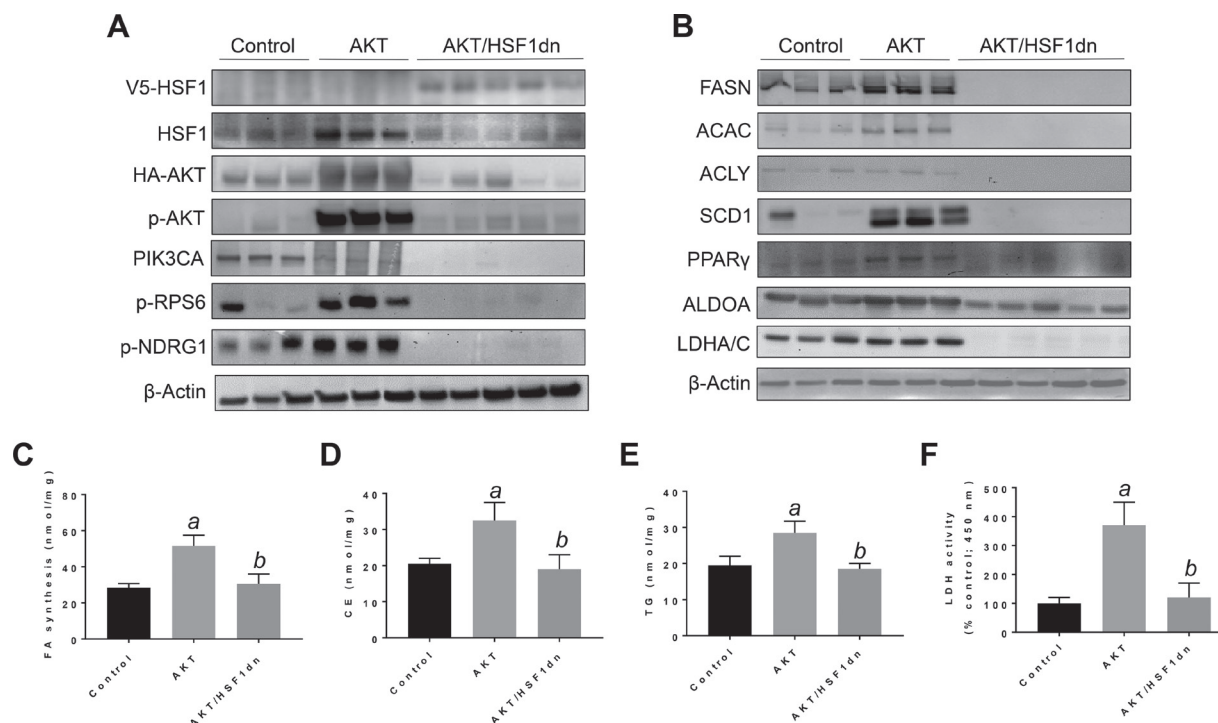 A
Control AKT AKT/HSF1dn
V5-HSF1
HSF1
HA-AKT
p-AKT
PIK3CA
p-RPS6
p-NDRG1
β-Actin
B
Control AKT AKT/HSF1dn
FASN
ACAC
ACLY
SCD1
PPARγ
ALDOA
LDHA/C
β-Actin
C
FA synthesis (nmol/mg)
80
60
40
20
0
a
b
Control
AKT
AKT/HSF1dn
D
CE (nmol/mg)
40
30
20
10
0
a
b
Control
AKT
AKT/HSF1dn
E
TG (nmol/mg)
40
30
20
10
0
a
b
Control
AKT
AKT/HSF1dn
F
LDH activity
(% control; 450 nm)
500
400
300
200
100
0
a
b
Control
AKT
AKT/HSF1dn